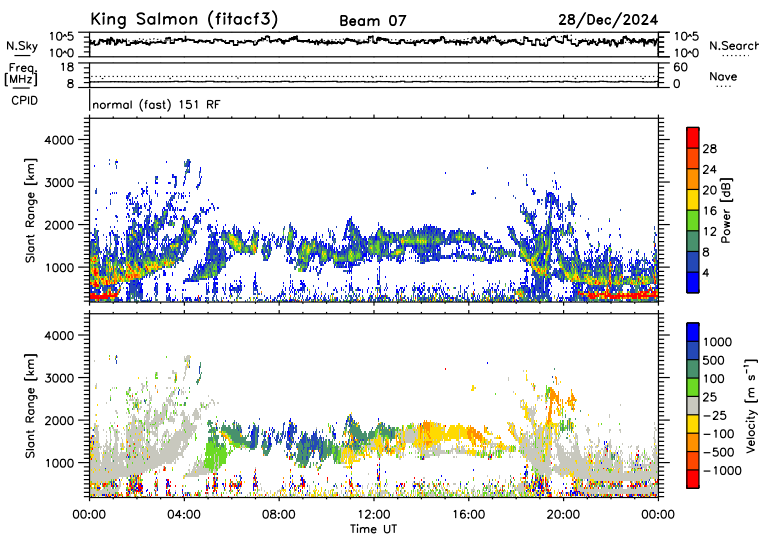 King Salmon (fitacf3) Beam 07 28/Dec/2024
N.Sky 10^5 10^0 10^5 10^0 N.Search
Freq. [MHz] 18 8 60 0 Nave
CPID normal (fast) 151 RF
Slant Range [km] 4000 3000 2000 1000
Power [dB] 28 24 20 16 12 8 4
Slant Range [km] 4000 3000 2000 1000
Velocity [m s⁻¹] 1000 500 100 25 −25 −100 −500 −1000
00:00 04:00 08:00 12:00 16:00 20:00 00:00
Time UT